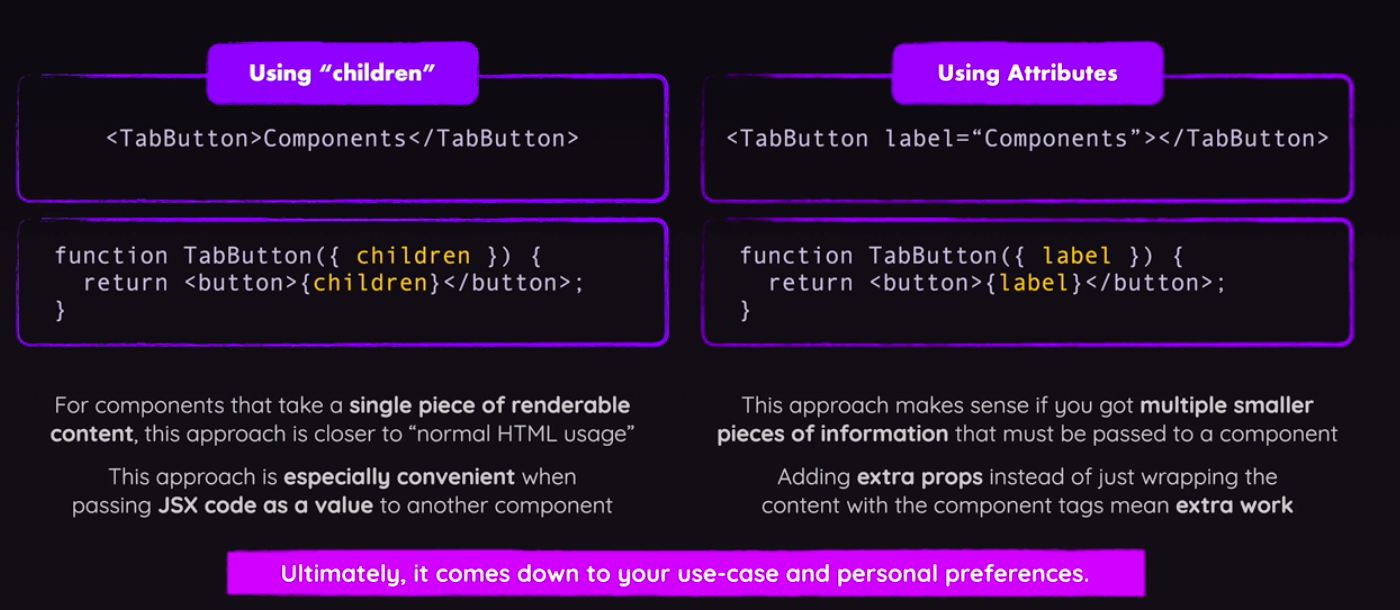 Using “children”
<TabButton>Components</TabButton>
function TabButton({ children }) {
  return <button>{children}</button>;
}
For components that take a single piece of renderable
content, this approach is closer to “normal HTML usage”
This approach is especially convenient when
passing JSX code as a value to another component
Using Attributes
<TabButton label=“Components”></TabButton>
function TabButton({ label }) {
  return <button>{label}</button>;
}
This approach makes sense if you got multiple smaller
pieces of information that must be passed to a component
Adding extra props instead of just wrapping the
content with the component tags mean extra work
Ultimately, it comes down to your use-case and personal preferences.